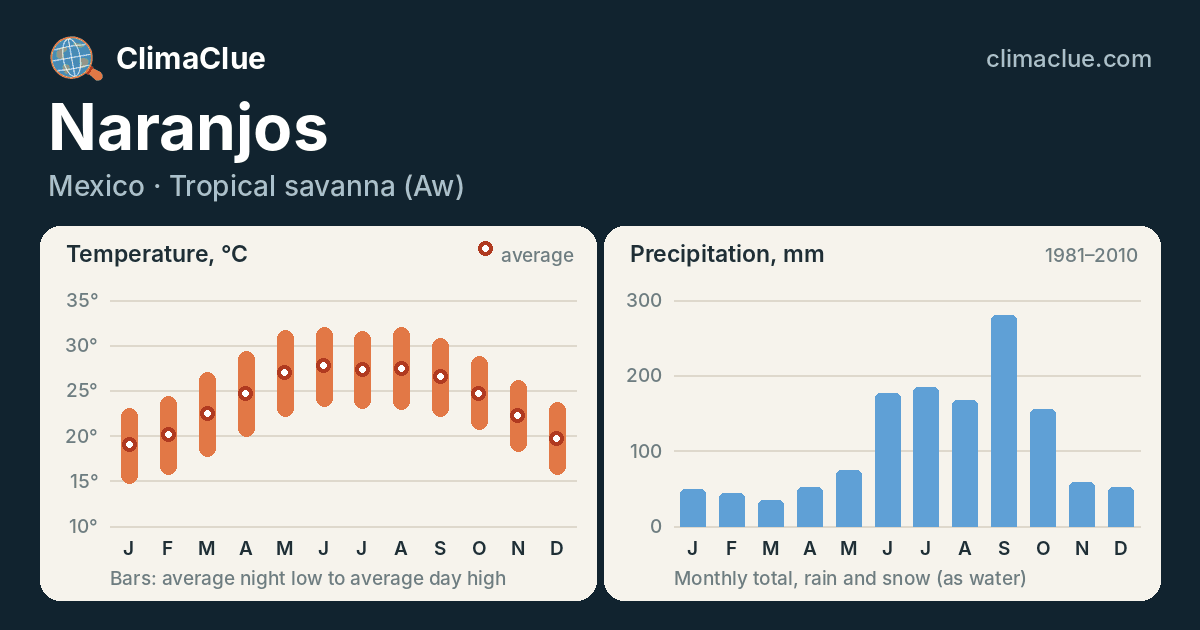 ClimaClue
climaclue.com
Naranjos
Mexico · Tropical savanna (Aw)
Temperature, °C
average
35°
30°
25°
20°
15°
10°
J F M A M J J A S O N D
Bars: average night low to average day high
Precipitation, mm
1981–2010
300
200
100
0
J F M A M J J A S O N D
Monthly total, rain and snow (as water)